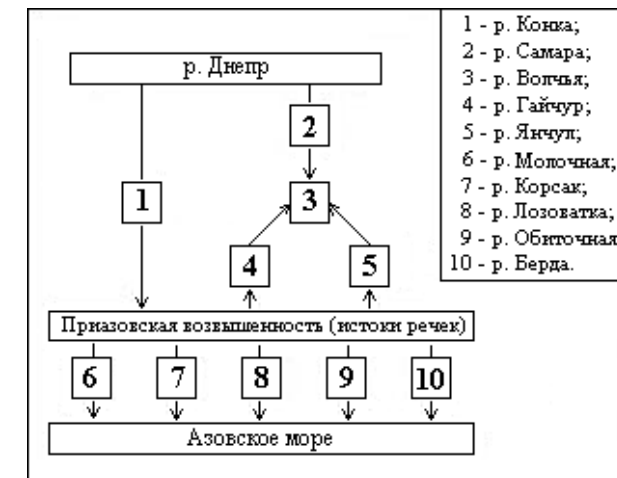 р. Днепр
2
1
3
4
5
Приазовская возвышенность (истоки речек)
6
7
8
9
10
Азовское море
1 - р. Конка;
2 - р. Самара;
3 - р. Волчья;
4 - р. Гайчур;
5 - р. Янчул;
6 - р. Молочная;
7 - р. Корсак;
8 - р. Лозоватка;
9 - р. Обиточная
10 - р. Берда.